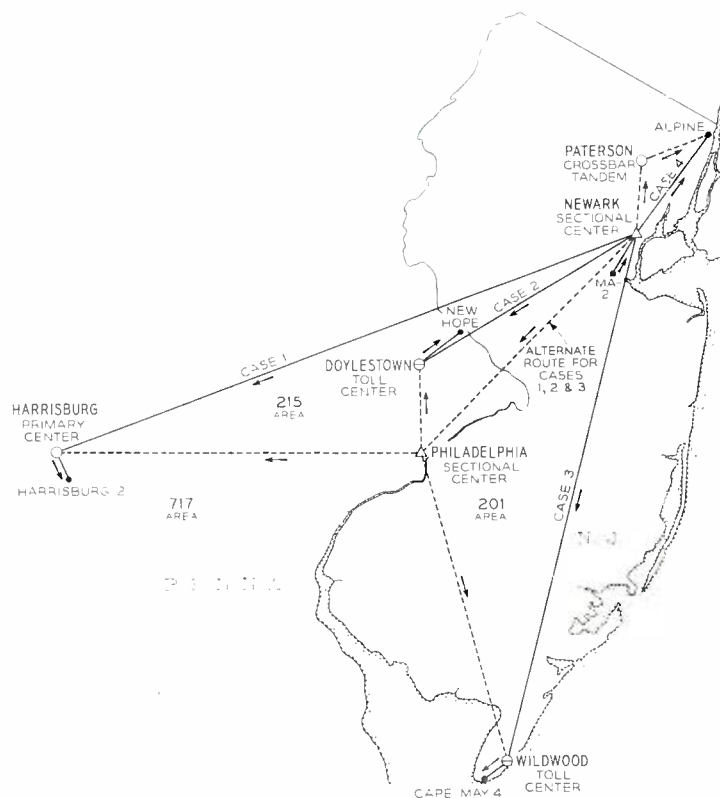 ALPINE
PATERSON
CROSSBAR
TANDEM
CASE 4
NEWARK
SECTIONAL
CENTER
MA-
2
NEW
HOPE
CASE 2
CASE 1
DOYLESTOWN
TOLL
CENTER
ALTERNATE
ROUTE FOR
CASES
1, 2 & 3
215
AREA
HARRISBURG
PRIMARY
CENTER
HARRISBURG 2
PHILADELPHIA
SECTIONAL
CENTER
717
AREA
201
AREA
CASE 3
N.J.
WILDWOOD
TOLL
CENTER
CAPE MAY 4